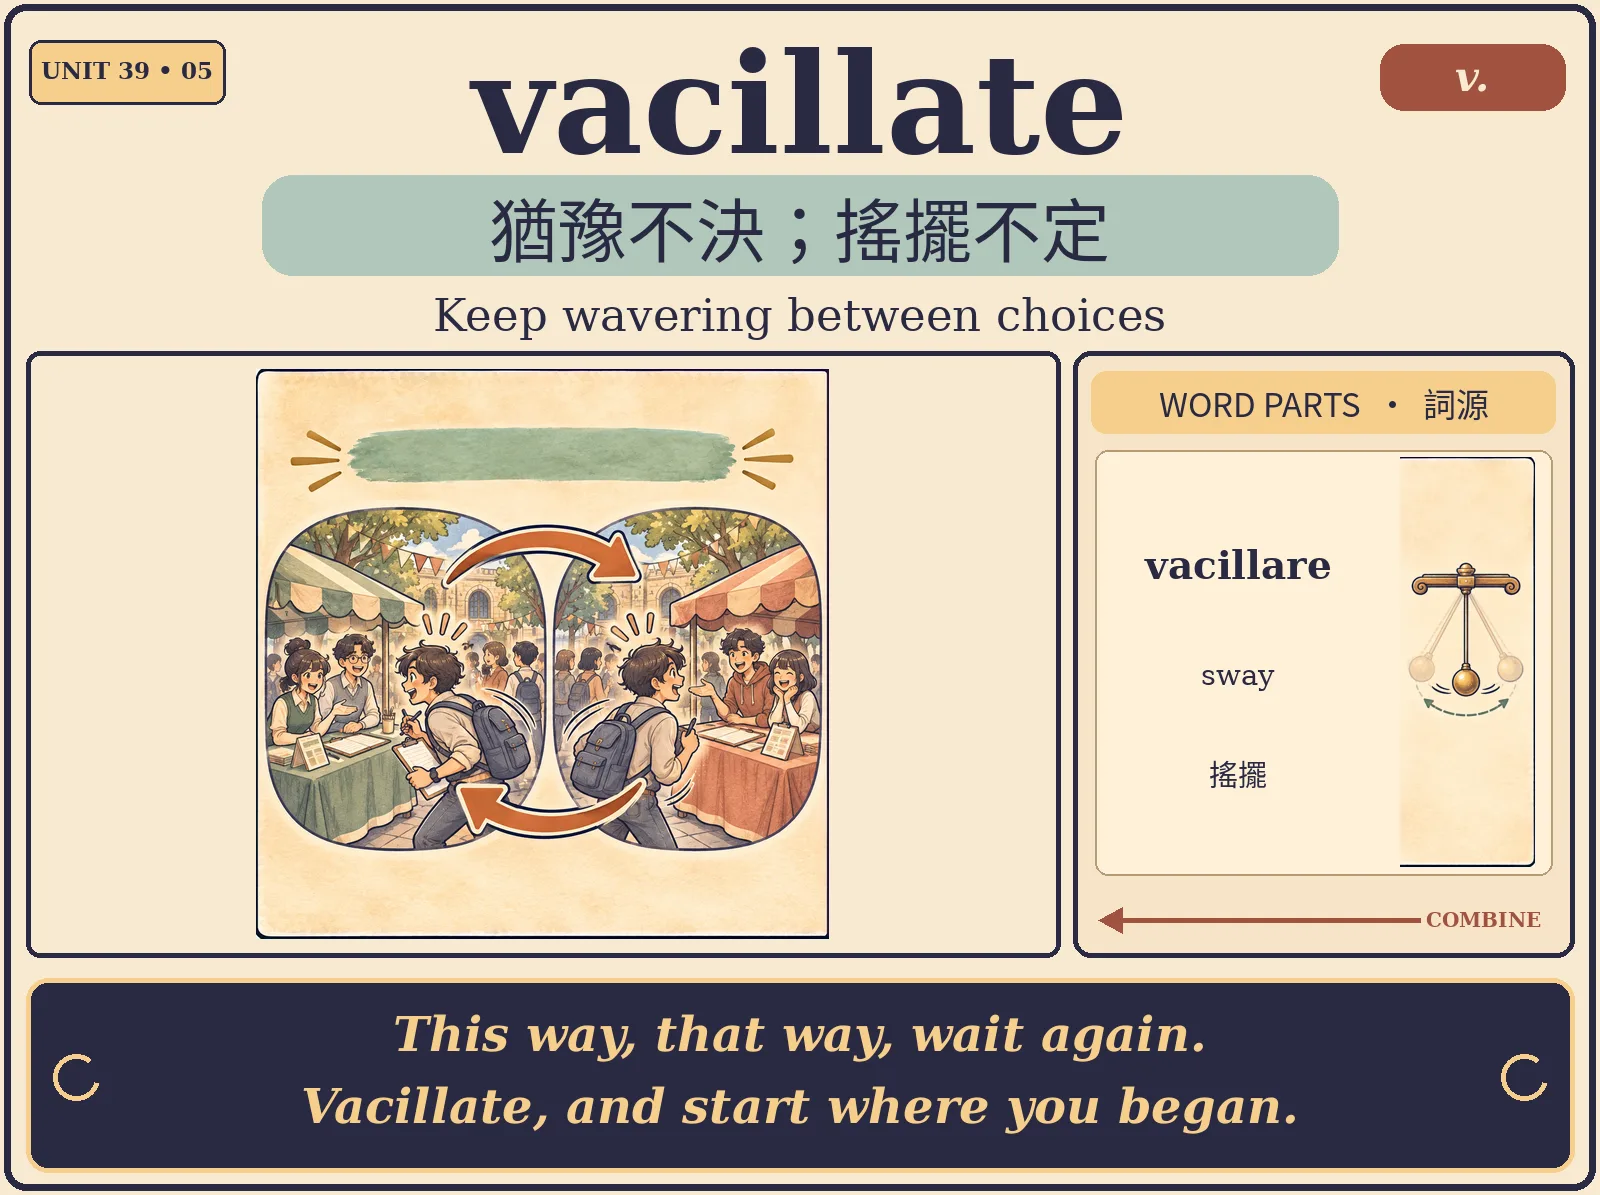 UNIT 39 • 05
vacillate
v.
猶豫不決；搖擺不定
Keep wavering between choices
WORD PARTS • 詞源
vacillare
sway
搖擺
COMBINE
This way, that way, wait again.
Vacillate, and start where you began.